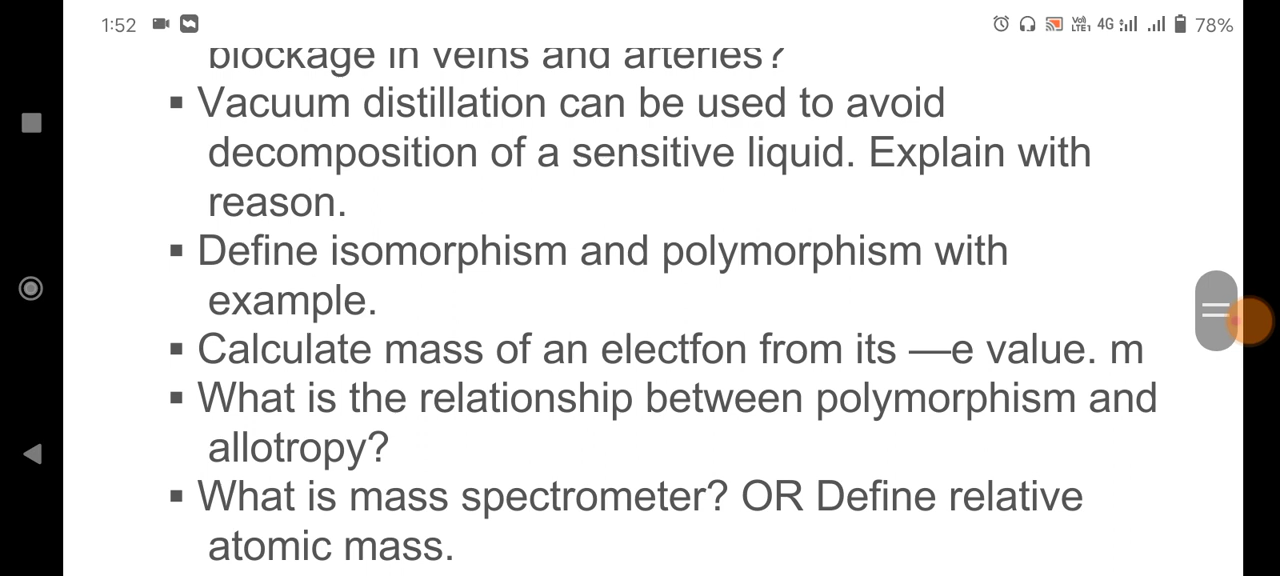 1:52 4G 78%
blockage in veins and arteries?
▪ Vacuum distillation can be used to avoid
decomposition of a sensitive liquid. Explain with
reason.
▪ Define isomorphism and polymorphism with
example.
▪ Calculate mass of an electfon from its —e value. m
▪ What is the relationship between polymorphism and
allotropy?
▪ What is mass spectrometer? OR Define relative
atomic mass.